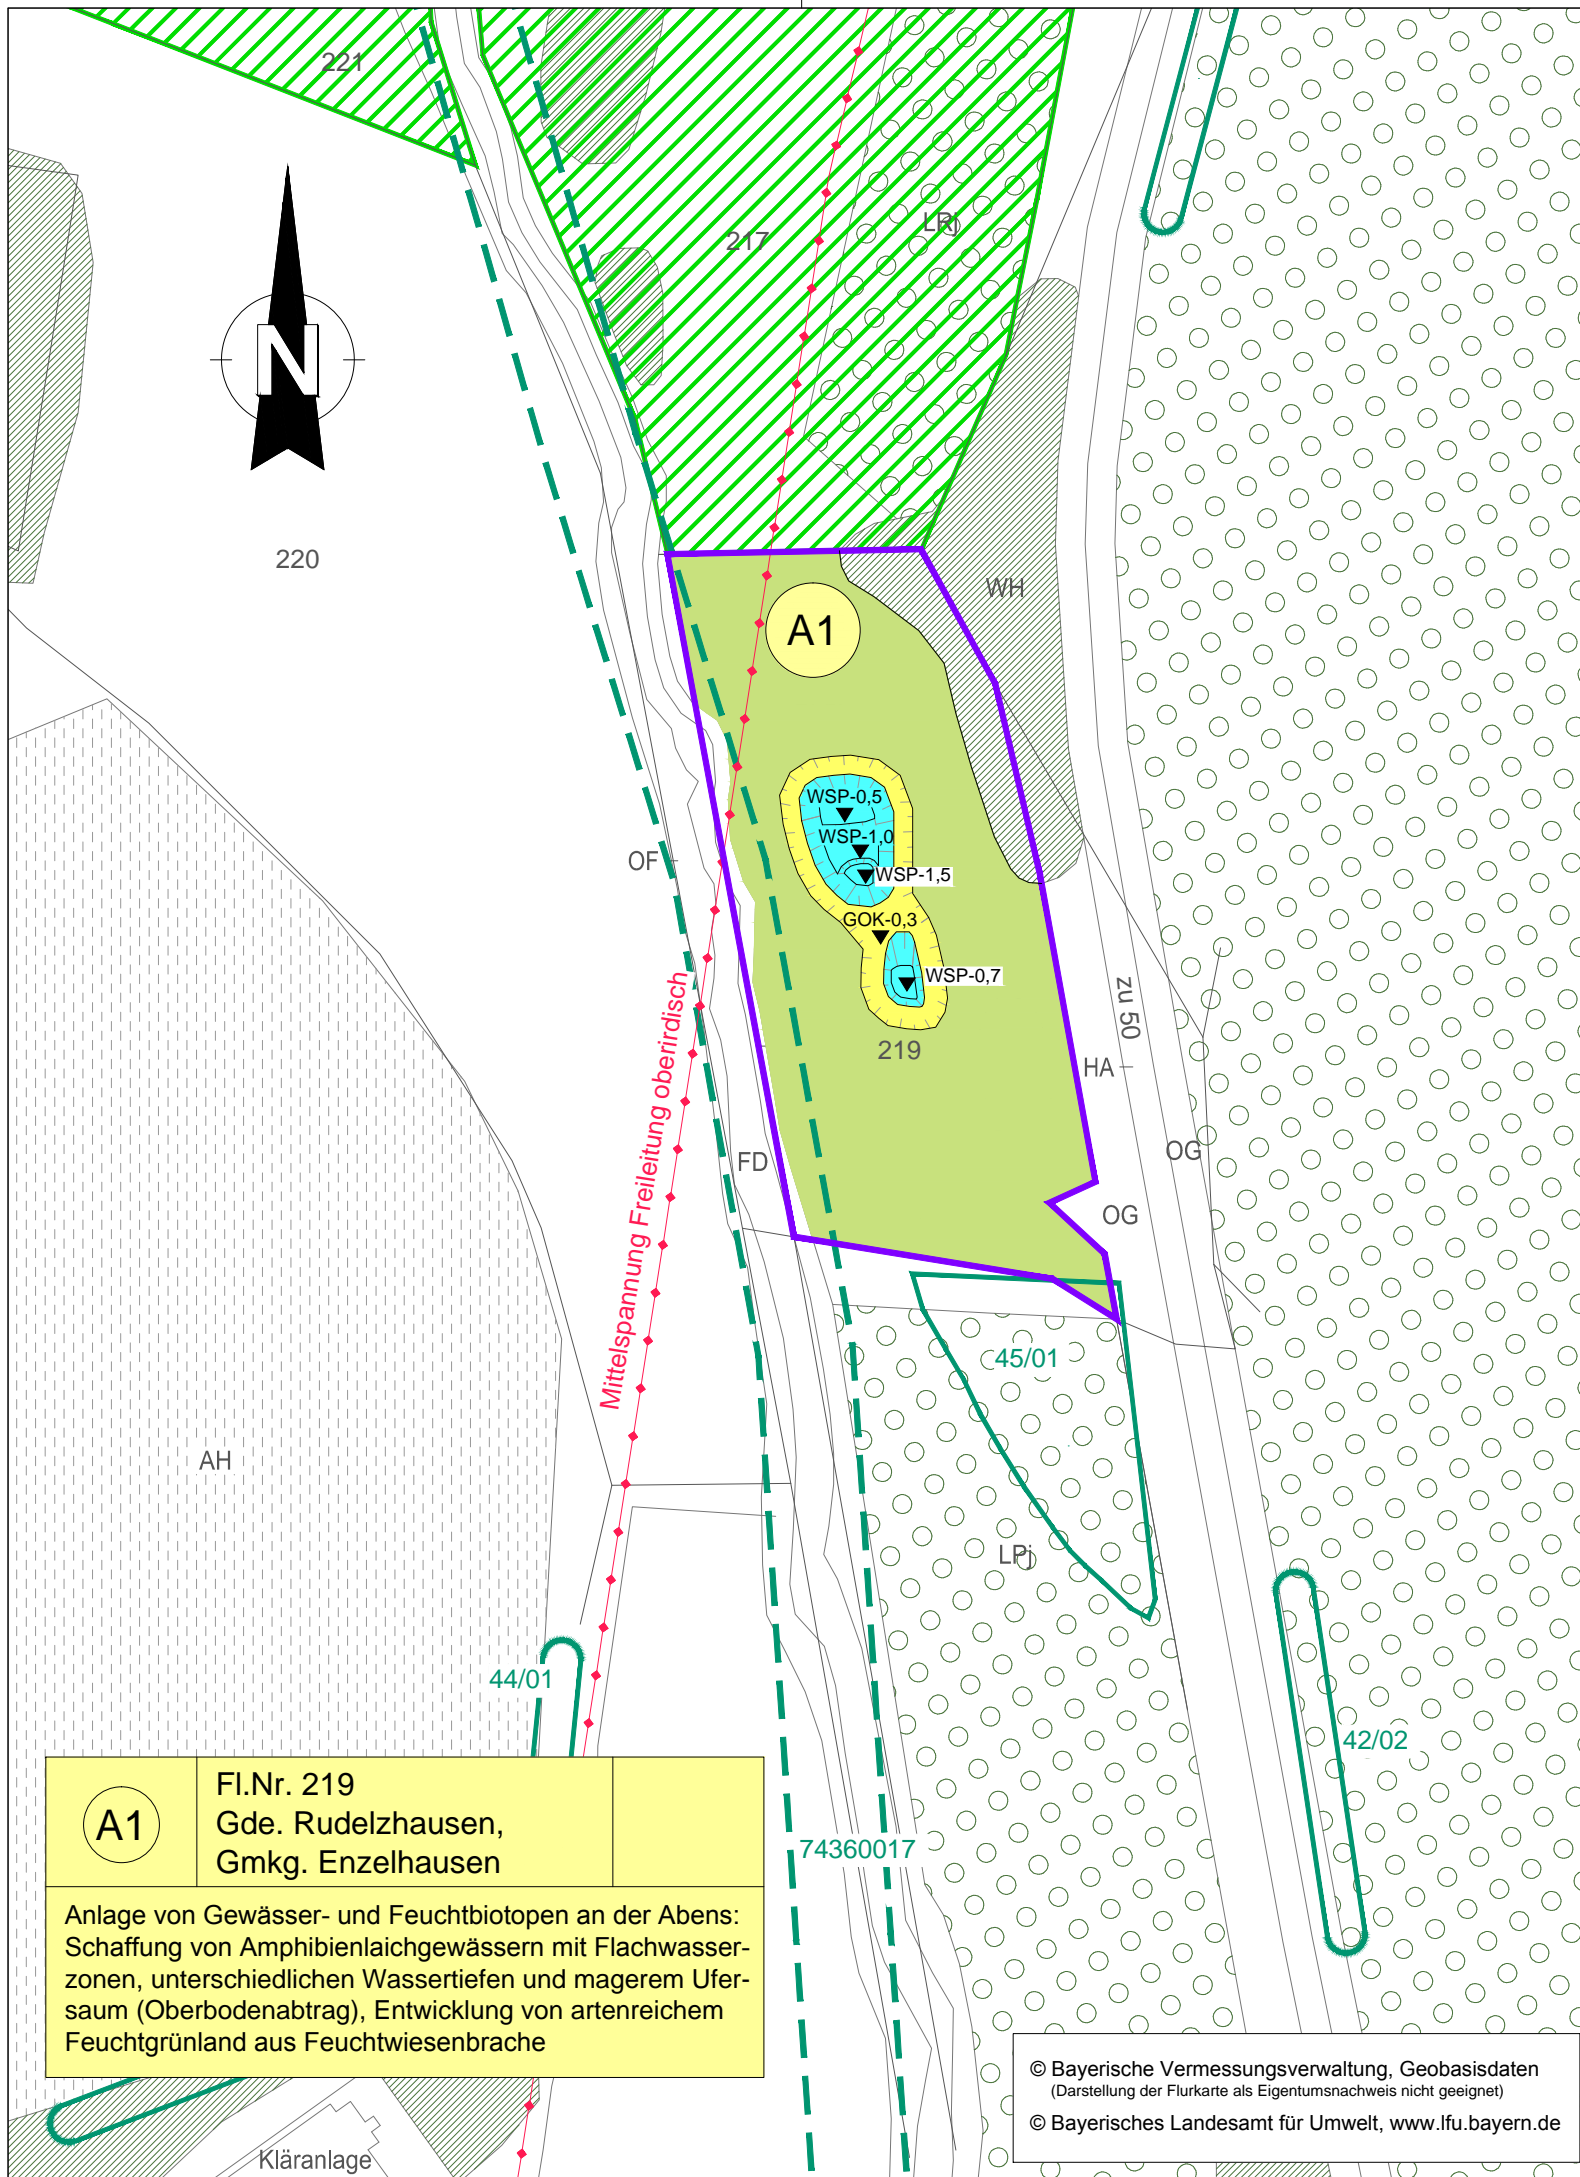 221
217
LRj
N
220
WH
A1
WSP-0,5
WSP-1,0
OF
WSP-1,5
GOK-0,3
WSP-0,7
Mittelspannung Freileitung oberirdisch
zu 50
219
HA
FD
OG
OG
45/01
AH
LPj
44/01
42/02
74360017
A1
Fl.Nr. 219
Gde. Rudelzhausen,
Gmkg. Enzelhausen
Anlage von Gewässer- und Feuchtbiotopen an der Abens:
Schaffung von Amphibienlaichgewässern mit Flachwasser-
zonen, unterschiedlichen Wassertiefen und magerem Ufer-
saum (Oberbodenabtrag), Entwicklung von artenreichem
Feuchtgrünland aus Feuchtwiesenbrache
© Bayerische Vermessungsverwaltung, Geobasisdaten
(Darstellung der Flurkarte als Eigentumsnachweis nicht geeignet)
© Bayerisches Landesamt für Umwelt, www.lfu.bayern.de
Kläranlage